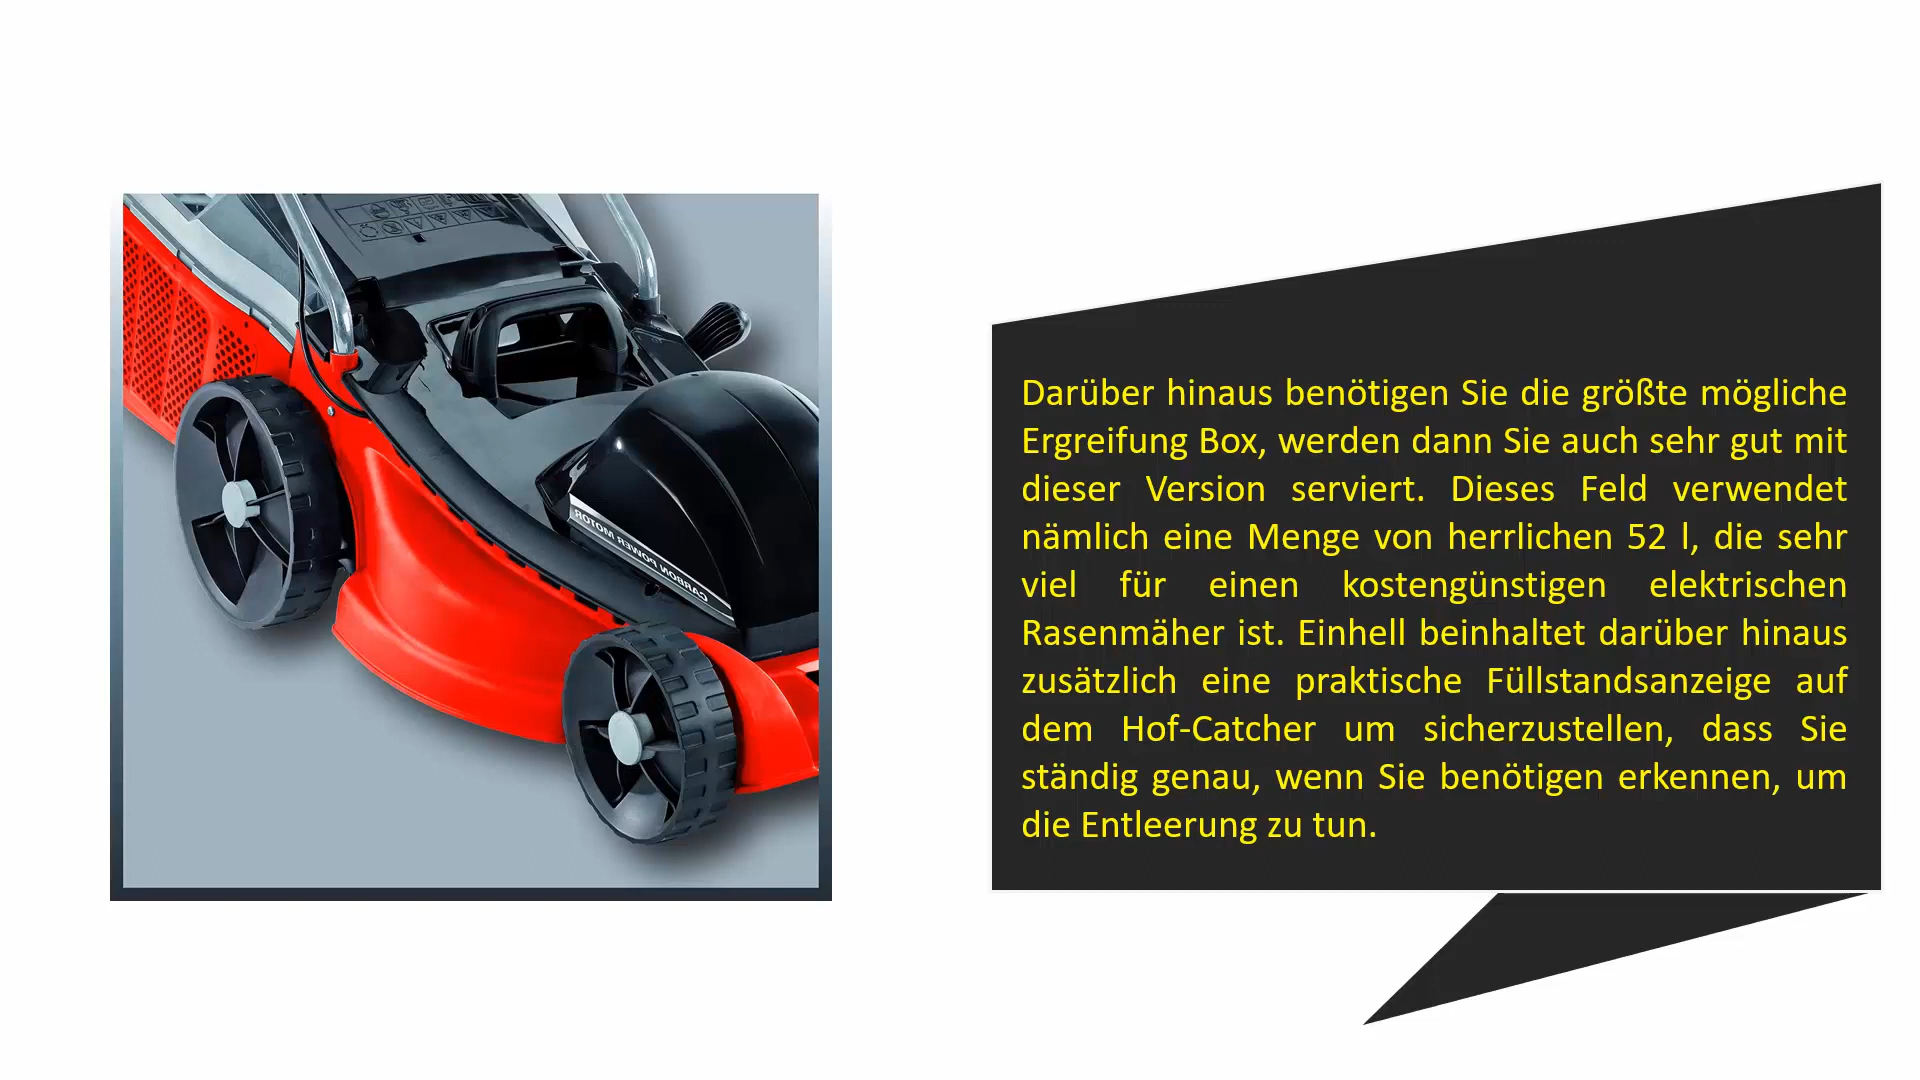 CARBON POWER MOTOR
Darüber hinaus benötigen Sie die größte mögliche
Ergreifung Box, werden dann Sie auch sehr gut mit
dieser Version serviert. Dieses Feld verwendet
nämlich eine Menge von herrlichen 52 l, die sehr
viel für einen kostengünstigen elektrischen
Rasenmäher ist. Einhell beinhaltet darüber hinaus
zusätzlich eine praktische Füllstandsanzeige auf
dem Hof-Catcher um sicherzustellen, dass Sie
ständig genau, wenn Sie benötigen erkennen, um
die Entleerung zu tun.